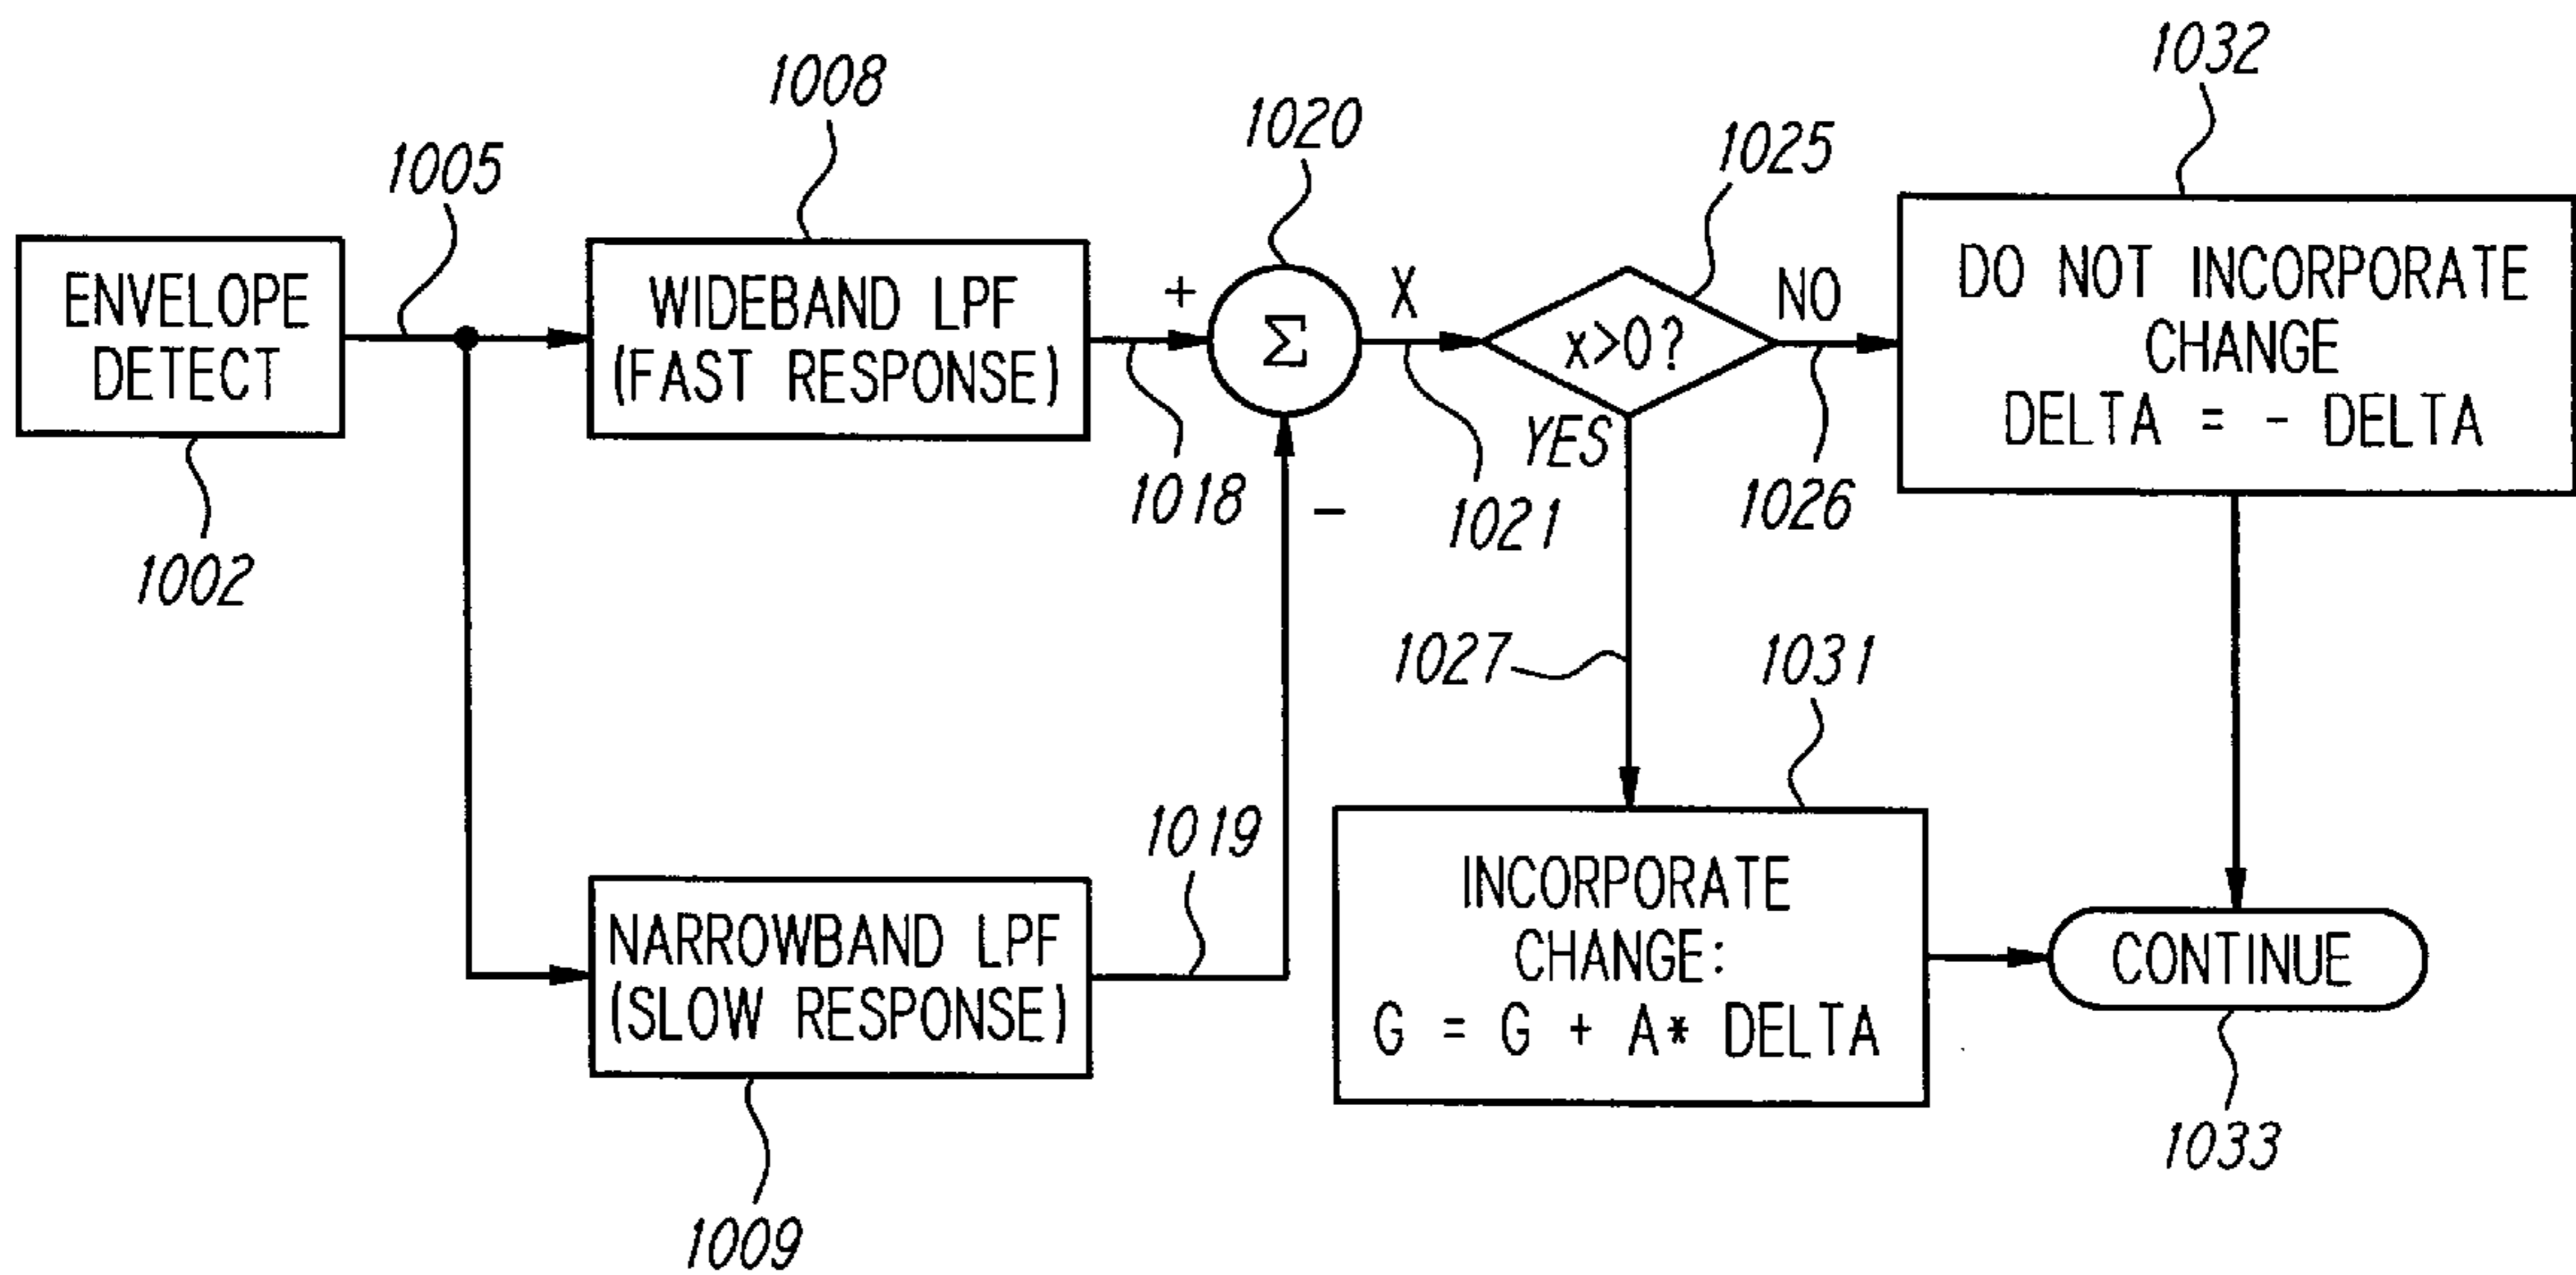 1032
1008
1020
1025
1005
ENVELOPE
DETECT
WIDEBAND LPF
(FAST RESPONSE)
+
Σ
X
x>0?
NO
DO NOT INCORPORATE
CHANGE
DELTA = - DELTA
YES
1018
-
1021
1026
1002
1027
1031
1019
NARROWBAND LPF
(SLOW RESPONSE)
INCORPORATE
CHANGE:
G = G + A* DELTA
CONTINUE
1009
1033